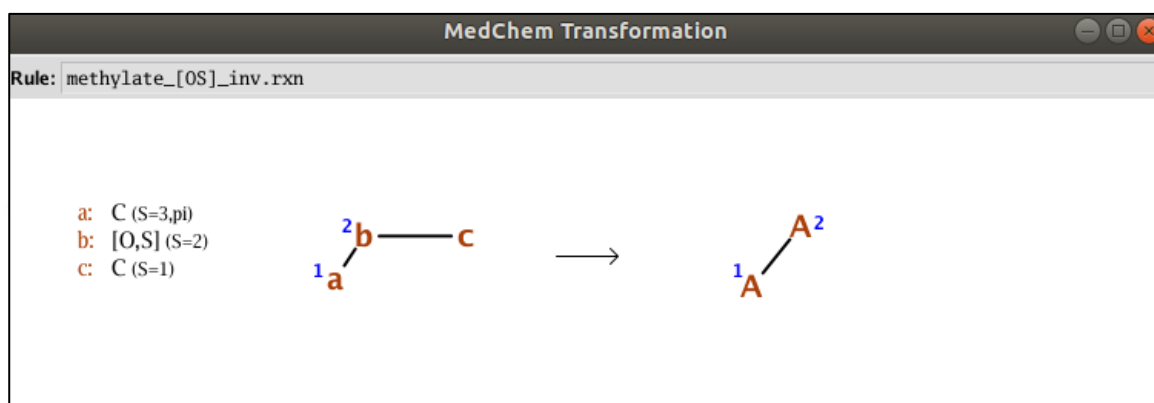 MedChem Transformation
Rule: methylate_[OS]_inv.rxn
a: C (S=3,pi)
b: [O,S] (S=2)
c: C (S=1)
2b c
1a
A2
1A